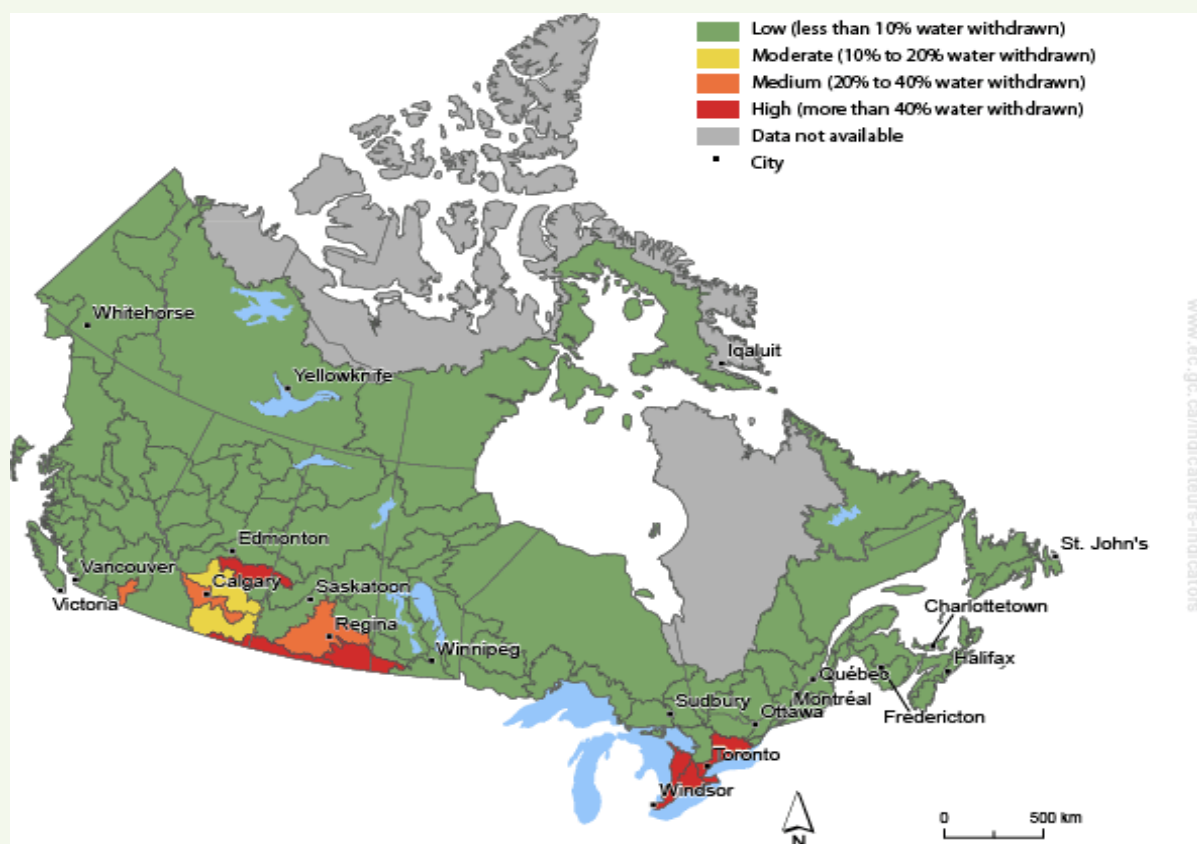 Low (less than 10% water withdrawn)
Moderate (10% to 20% water withdrawn)
Medium (20% to 40% water withdrawn)
High (more than 40% water withdrawn)
Data not available
City
Whitehorse
Iqaluit
Yellowknife
Edmonton
St. John's
Vancouver
Calgary
Saskatoon
Victoria
Charlottetown
Regina
Winnipeg
Halifax
Québec
Sudbury
Montréal
Ottawa
Fredericton
Toronto
Windsor
N
0 500 km
www.ec.gc.ca/indicateurs-indicators